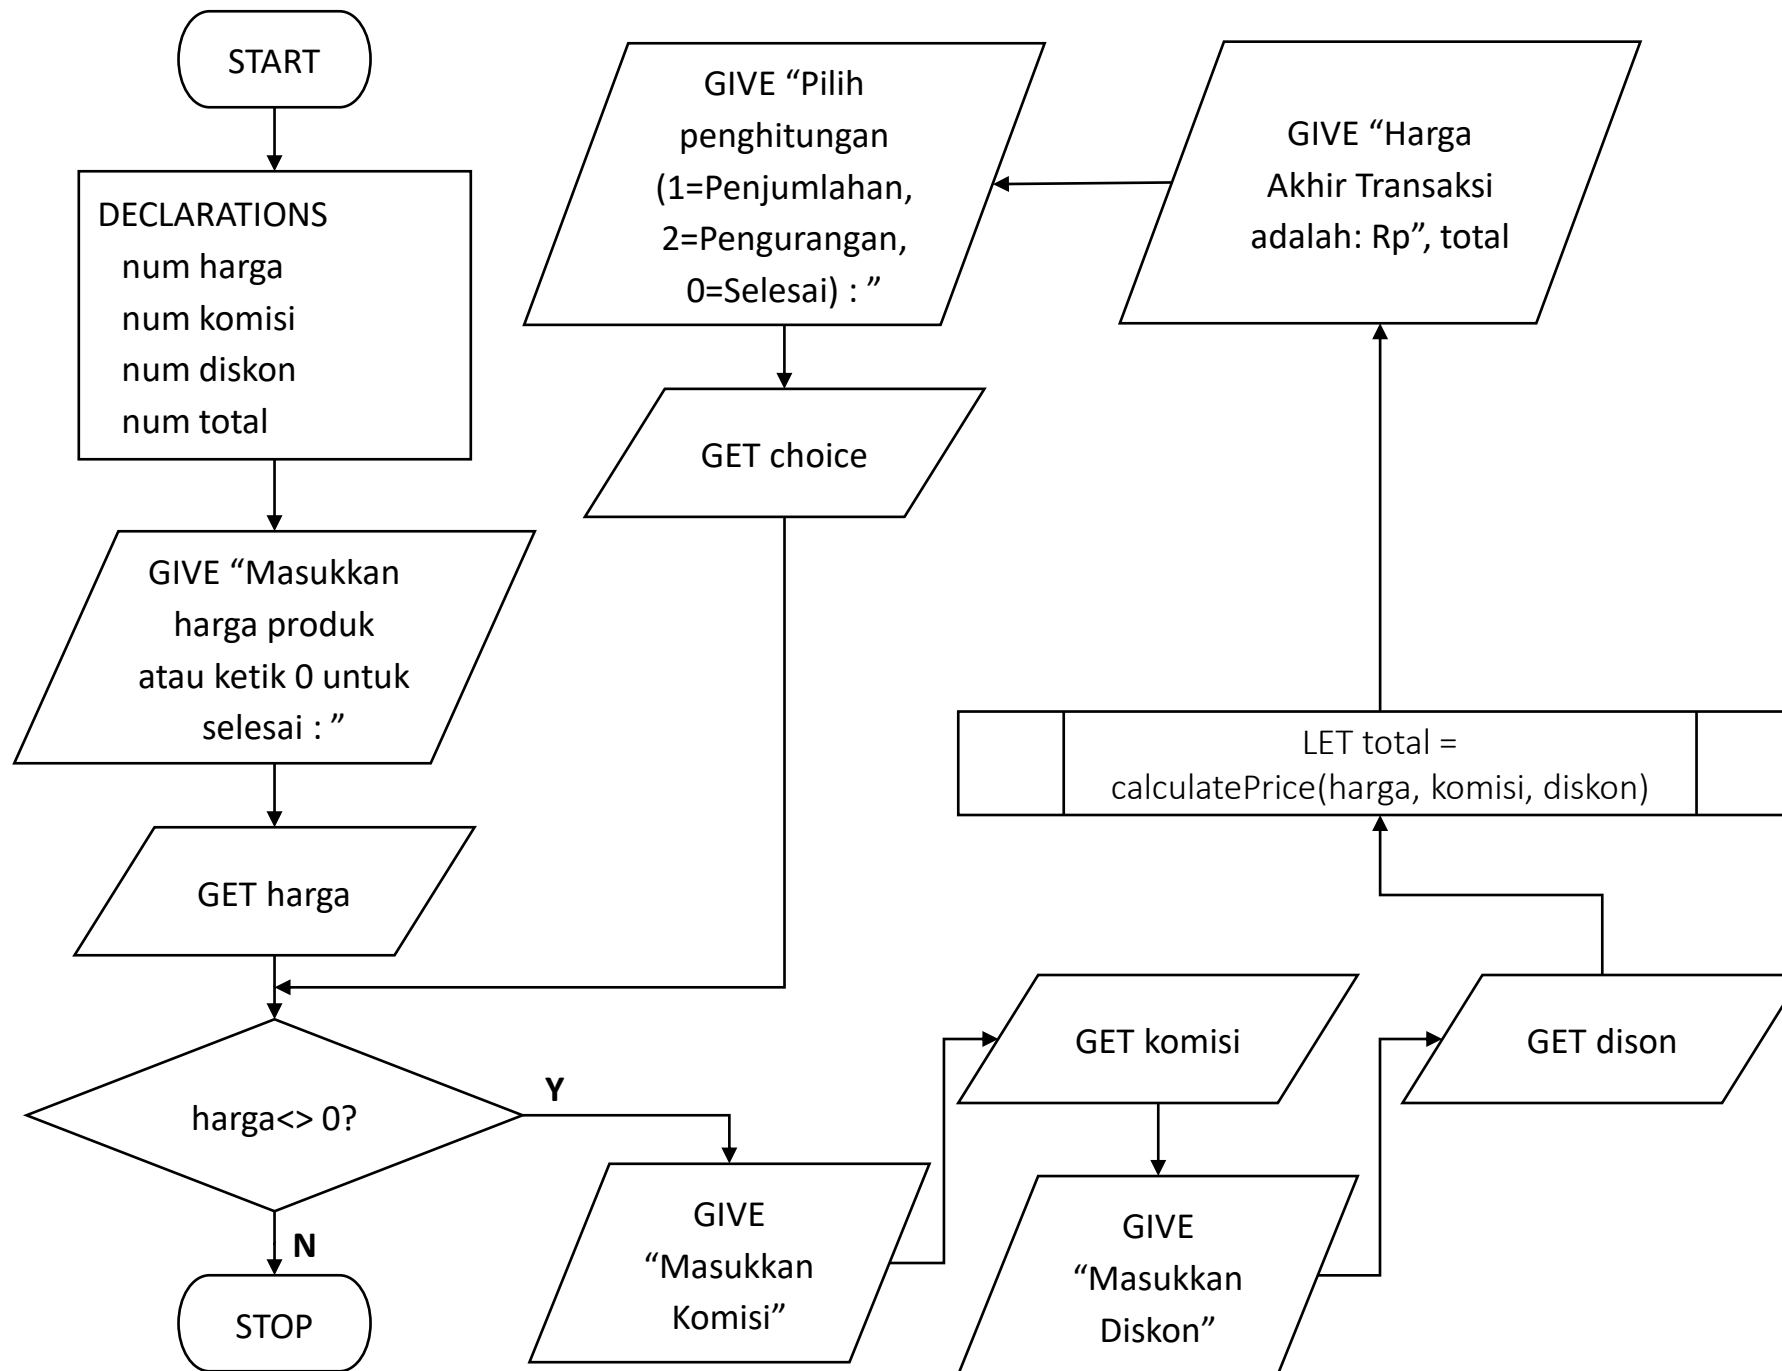 START
DECLARATIONS
num harga
num komisi
num diskon
num total
GIVE “Masukkan
harga produk
atau ketik 0 untuk
selesai : ”
GET harga
harga<> 0?
Y
N
STOP
GIVE
“Masukkan
Komisi”
GET komisi
GIVE
“Masukkan
Diskon”
GET dison
LET total =
calculatePrice(harga, komisi, diskon)
GIVE “Harga
Akhir Transaksi
adalah: Rp”, total
GIVE “Pilih
penghitungan
(1=Penjumlahan,
2=Pengurangan,
0=Selesai) : ”
GET choice